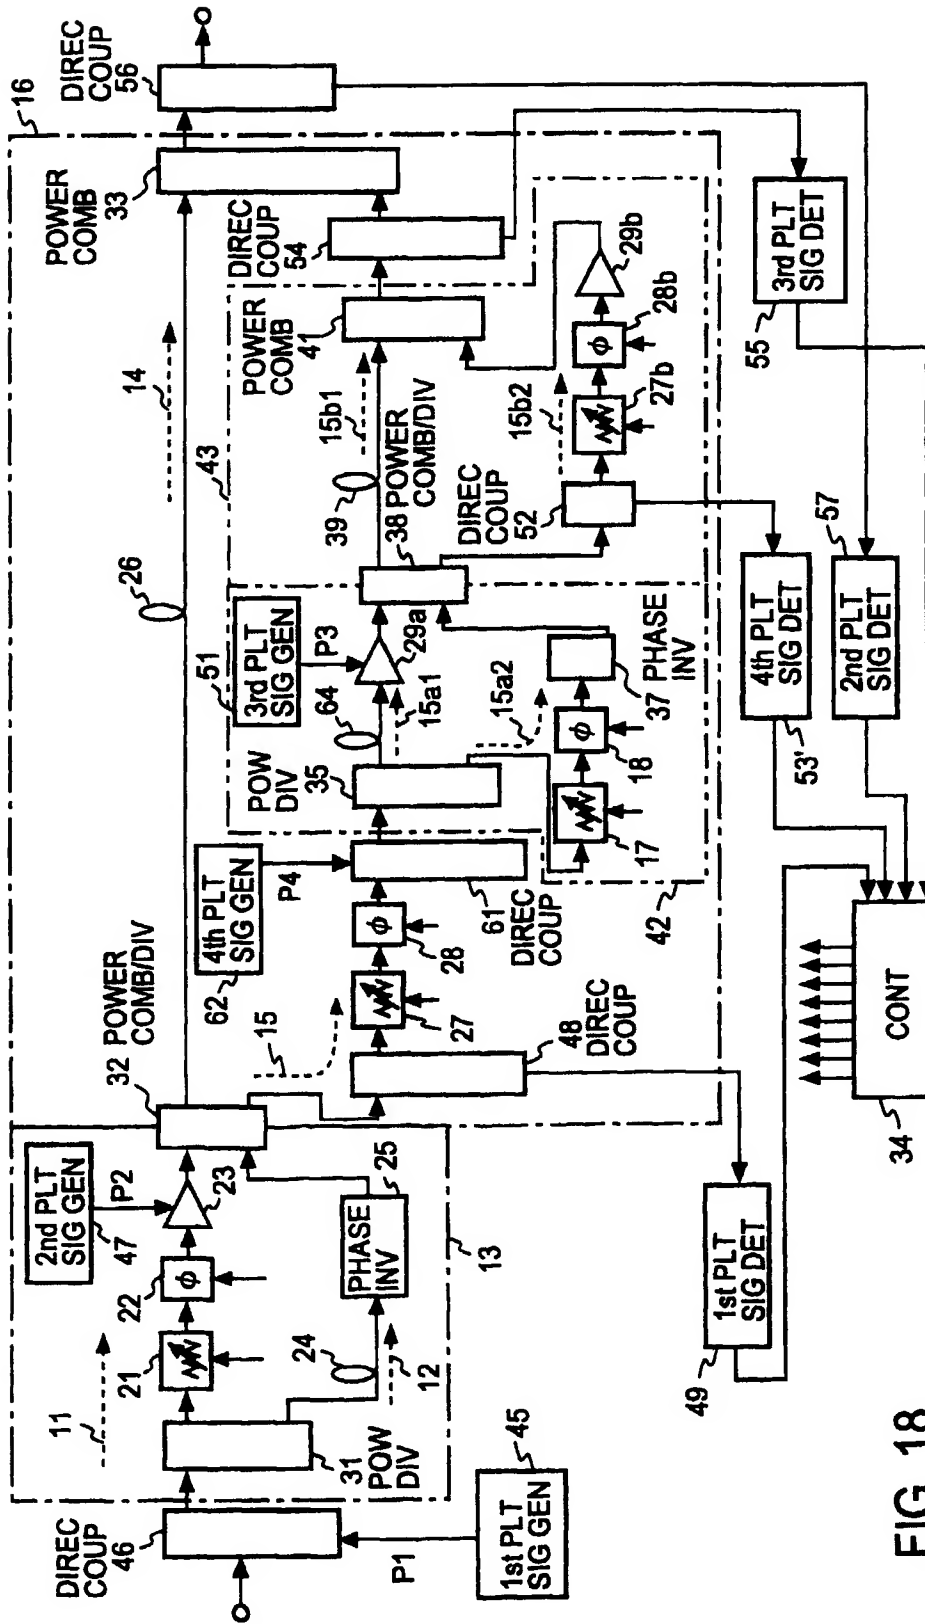 16
DIREC
COUP
56
POWER
COMB
33
DIREC
COUP
54
POWER
COMB
41
14
26
43
15b1
39
POWER
COMB/DIV
38
DIREC
COUP
52
15b2
27b
28b
ϕ
29b
3rd PLT
SIG DET
55
4th PLT
SIG DET
53'
2nd PLT
SIG DET
57
51
3rd PLT
SIG GEN
P3
29a
64
15a1
15a2
POW
DIV
35
17
18
ϕ
37
PHASE
INV
42
4th PLT
SIG GEN
62
P4
61
DIREC
COUP
28
ϕ
27
15
48
DIREC
COUP
32
POWER
COMB/DIV
2nd PLT
SIG GEN
47
P2
23
22
ϕ
21
11
25
PHASE
INV
24
12
13
31
POW
DIV
DIREC
COUP
46
P1
45
1st PLT
SIG GEN
49
1st PLT
SIG DET
CONT
34
FIG. 18